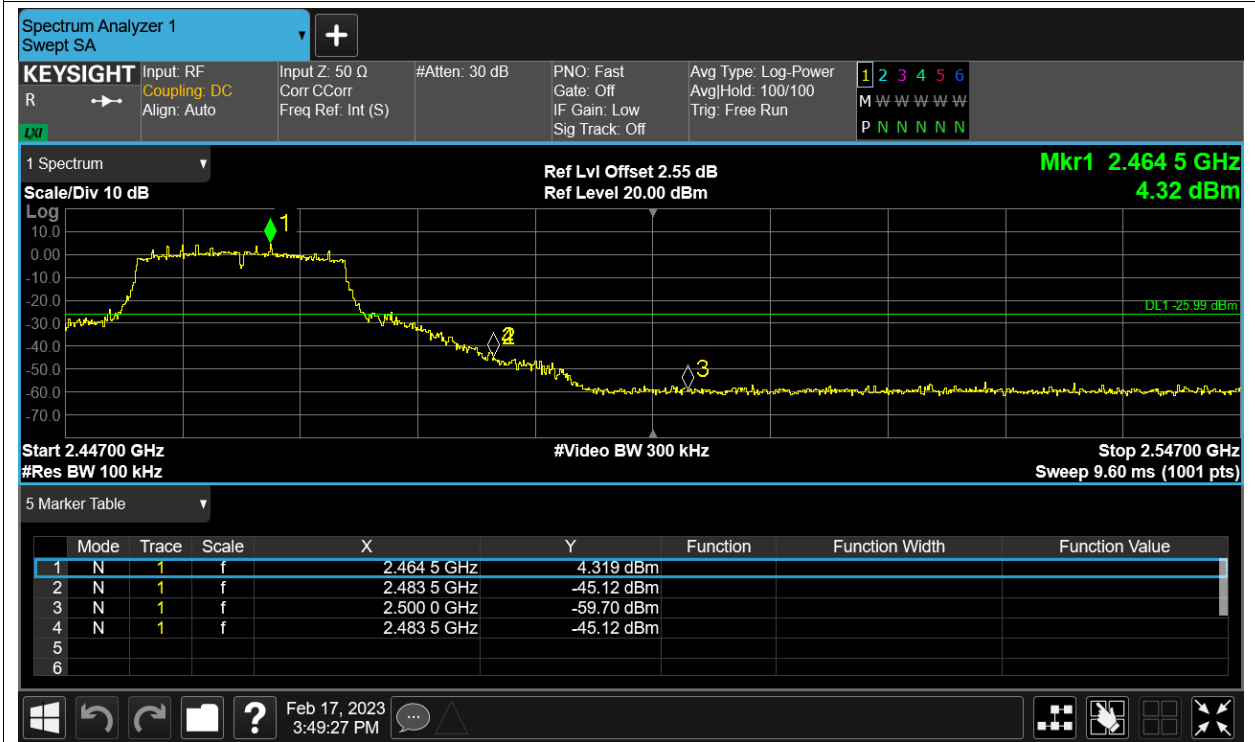 Spectrum Analyzer 1
Swept SA
KEYSIGHT
R
LXI
Input: RF
Coupling: DC
Align: Auto
Input Z: 50 Ω
Corr CCorr
Freq Ref: Int (S)
#Atten: 30 dB
PNO: Fast
Gate: Off
IF Gain: Low
Sig Track: Off
Avg Type: Log-Power
Avg|Hold: 100/100
Trig: Free Run
1 2 3 4 5 6
M W W W W W
P N N N N N
1 Spectrum
Scale/Div 10 dB
Ref Lvl Offset 2.55 dB
Ref Level 20.00 dBm
Mkr1 2.464 5 GHz
4.32 dBm
Log
10.0
0.00
-10.0
-20.0
-30.0
-40.0
-50.0
-60.0
-70.0
1
3
DL1 -25.99 dBm
Start 2.44700 GHz
#Video BW 300 kHz
Stop 2.54700 GHz
#Res BW 100 kHz
Sweep 9.60 ms (1001 pts)
5 Marker Table
Mode Trace Scale X Y Function Function Width Function Value
1 N 1 f 2.464 5 GHz 4.319 dBm
2 N 1 f 2.483 5 GHz -45.12 dBm
3 N 1 f 2.500 0 GHz -59.70 dBm
4 N 1 f 2.483 5 GHz -45.12 dBm
5
6
?
Feb 17, 2023
3:49:27 PM